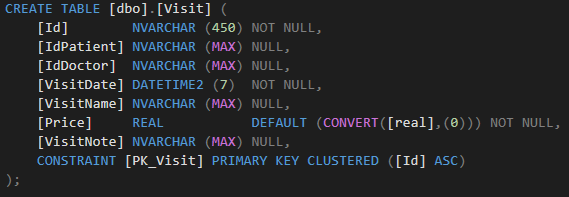 CREATE TABLE [dbo].[Visit] (
    [Id]        NVARCHAR (450) NOT NULL,
    [IdPatient] NVARCHAR (MAX) NULL,
    [IdDoctor]  NVARCHAR (MAX) NULL,
    [VisitDate] DATETIME2 (7)  NOT NULL,
    [VisitName] NVARCHAR (MAX) NULL,
    [Price]     REAL           DEFAULT (CONVERT([real],(0))) NOT NULL,
    [VisitNote] NVARCHAR (MAX) NULL,
    CONSTRAINT [PK_Visit] PRIMARY KEY CLUSTERED ([Id] ASC)
);